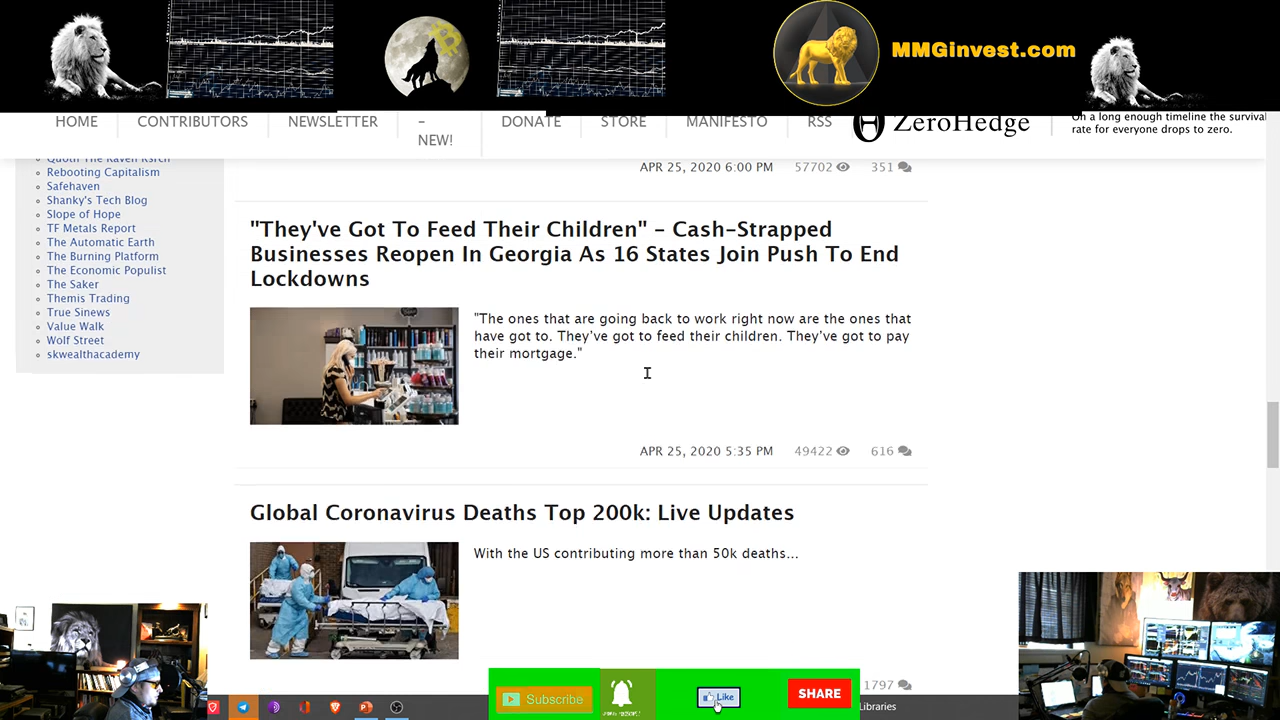 MMGinvest.com
HOME
CONTRIBUTORS
NEWSLETTER
–
NEW!
DONATE
STORE
MANIFESTO
RSS
ZeroHedge
On a long enough timeline the survival
rate for everyone drops to zero.
Quoth The Raven Rsrch
Rebooting Capitalism
Safehaven
Shanky's Tech Blog
Slope of Hope
TF Metals Report
The Automatic Earth
The Burning Platform
The Economic Populist
The Saker
Themis Trading
True Sinews
Value Walk
Wolf Street
skwealthacademy
APR 25, 2020 6:00 PM 57702 351
"They've Got To Feed Their Children" – Cash-Strapped
Businesses Reopen In Georgia As 16 States Join Push To End
Lockdowns
"The ones that are going back to work right now are the ones that
have got to. They’ve got to feed their children. They’ve got to pay
their mortgage."
APR 25, 2020 5:35 PM 49422 616
Global Coronavirus Deaths Top 200k: Live Updates
With the US contributing more than 50k deaths...
1797
Subscribe
Like
SHARE
Libraries